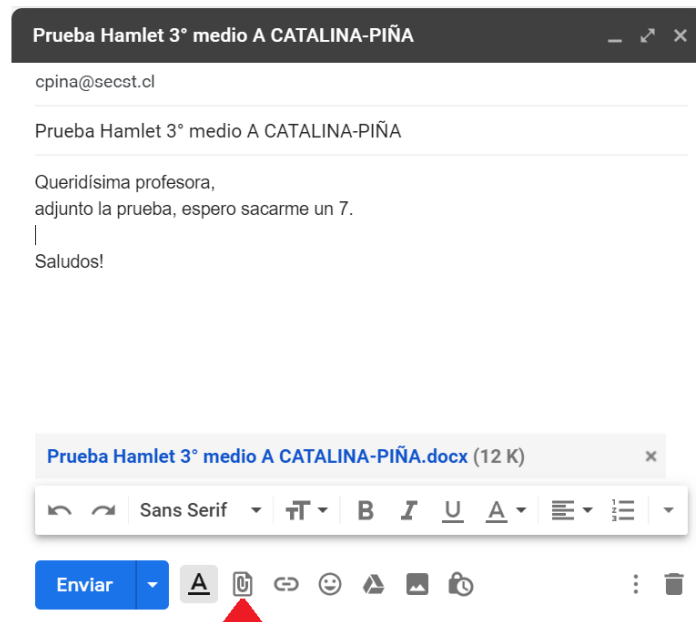 Prueba Hamlet 3° medio A CATALINA-PIÑA
cpina@secst.cl
Prueba Hamlet 3° medio A CATALINA-PIÑA
Queridísima profesora,
adjunto la prueba, espero sacarme un 7.
Saludos!
Prueba Hamlet 3° medio A CATALINA-PIÑA.docx (12 K)
Sans Serif
Enviar